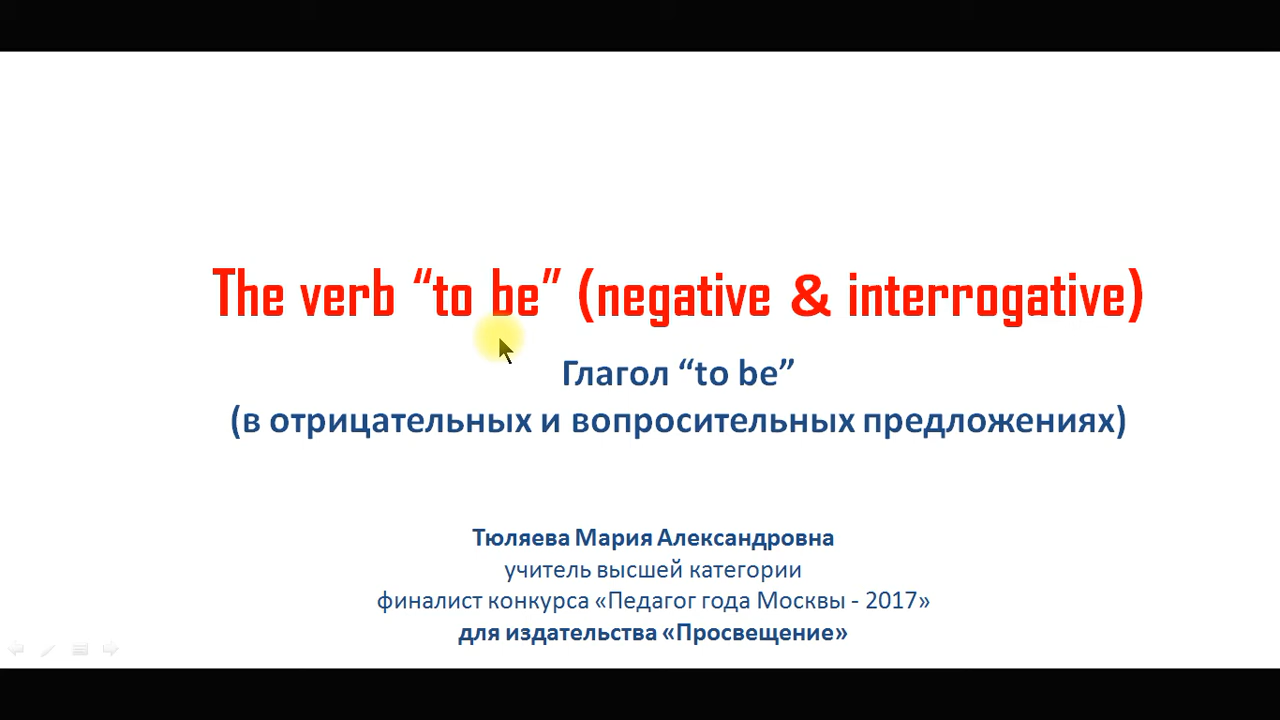 The verb “to be” (negative & interrogative)
Глагол “to be”
(в отрицательных и вопросительных предложениях)
Тюляева Мария Александровна
учитель высшей категории
финалист конкурса «Педагог года Москвы - 2017»
для издательства «Просвещение»